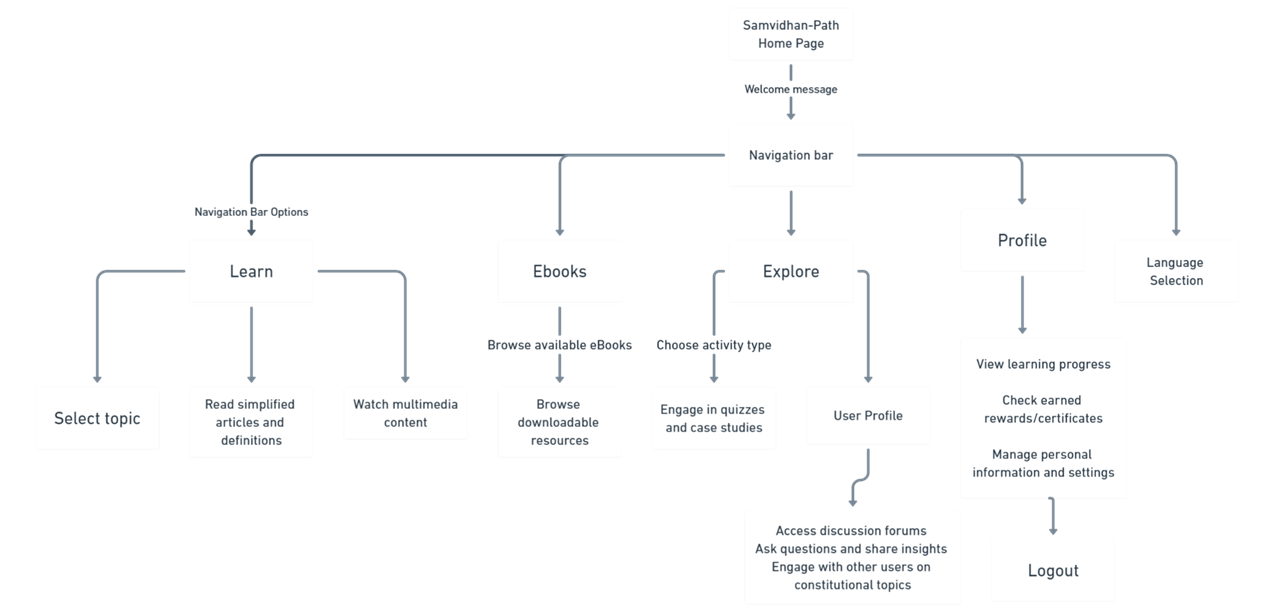 Samvidhan-Path
Home Page
Welcome message
Navigation bar
Navigation Bar Options
Learn
Ebooks
Explore
Profile
Language
Selection
Browse available eBooks
Choose activity type
Select topic
Read simplified
articles and
definitions
Watch multimedia
content
Browse
downloadable
resources
Engage in quizzes
and case studies
User Profile
View learning progress
Check earned
rewards/certificates
Manage personal
information and settings
Access discussion forums
Ask questions and share insights
Engage with other users on
constitutional topics
Logout